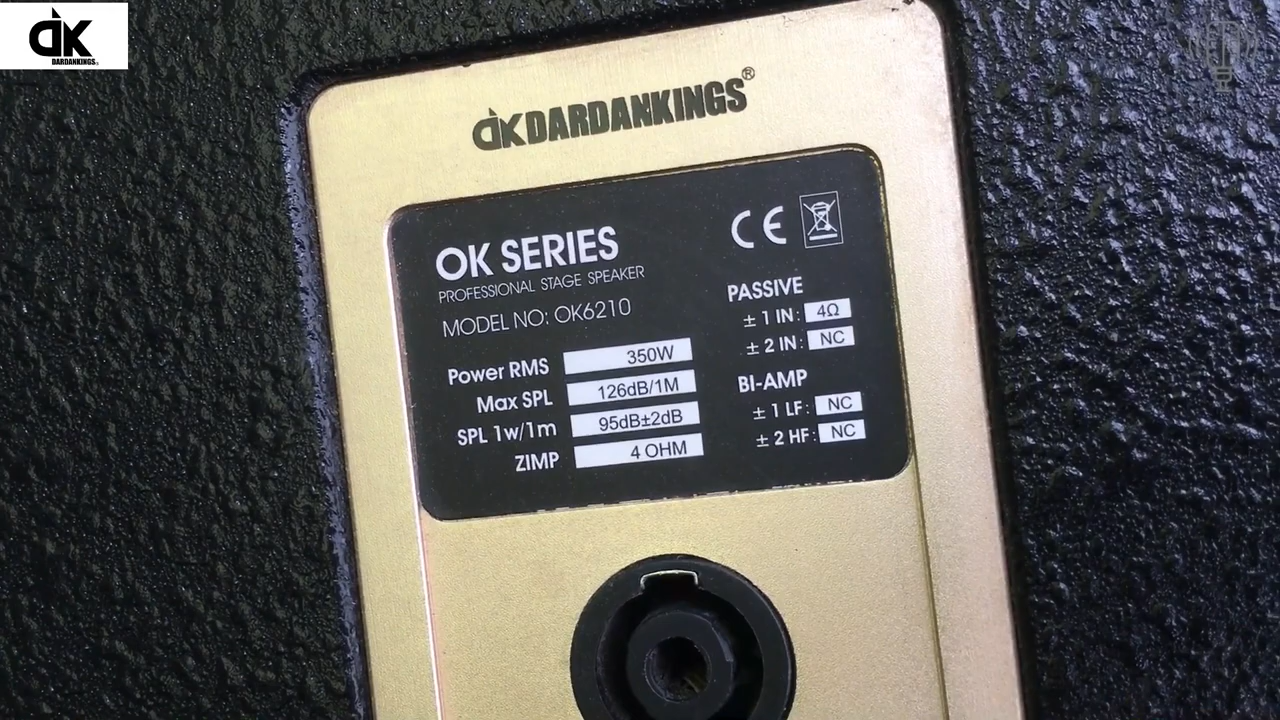 DK
DARDANKINGS
DK DARDANKINGS®
CE
OK SERIES
PROFESSIONAL STAGE SPEAKER
MODEL NO: OK6210
Power RMS 350W
Max SPL 126dB/1M
SPL 1w/1m 95dB±2dB
ZIMP 4 OHM
PASSIVE
± 1 IN: 4Ω
± 2 IN: NC
BI-AMP
± 1 LF: NC
± 2 HF: NC